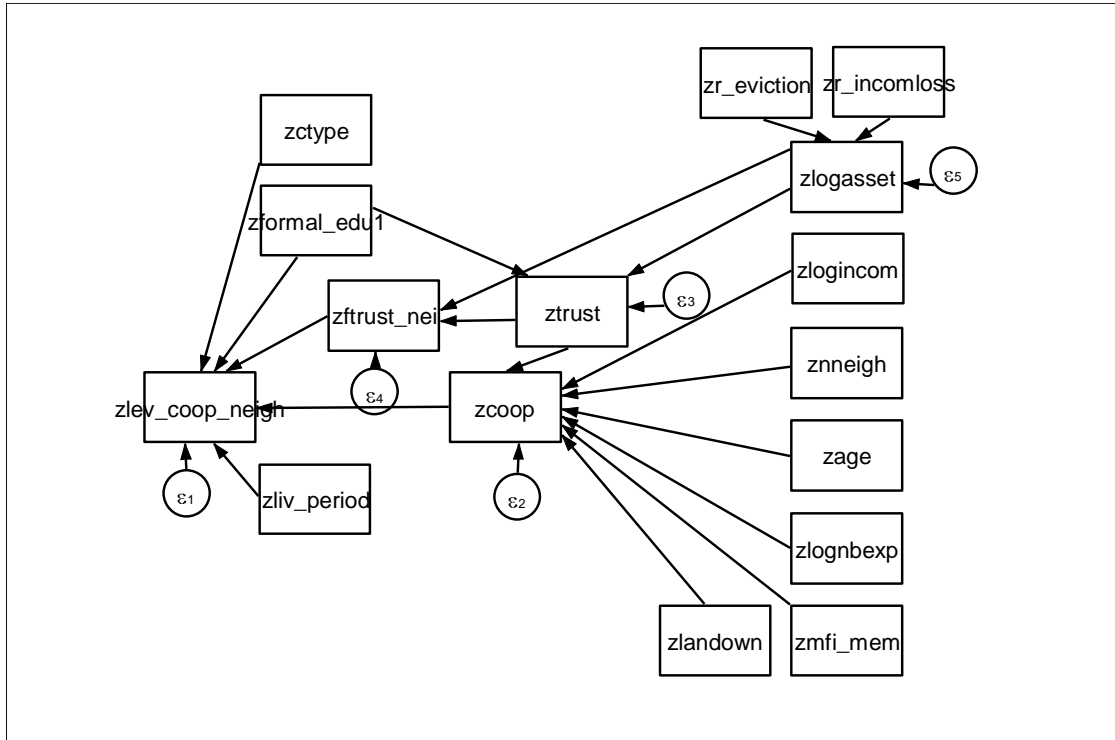 zr_eviction
zr_incomloss
zctype
zlogasset
ε5
zformal_edu1
zlogincom
zftrust_nei
ztrust
ε3
znneigh
ε4
zlev_coop_neigh
zcoop
zage
ε1
ε2
zliv_period
zlognbexp
zlandown
zmfi_mem